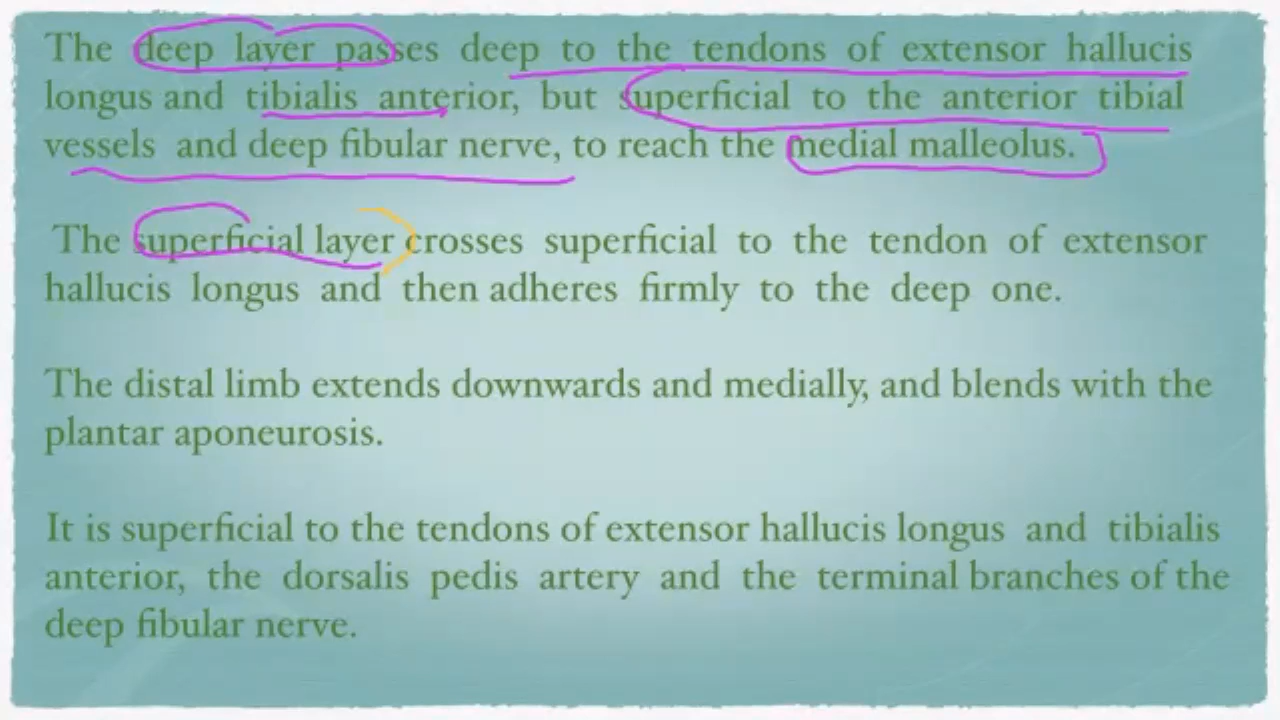 The deep layer passes deep to the tendons of extensor hallucis
longus and tibialis anterior, but superficial to the anterior tibial
vessels and deep fibular nerve, to reach the medial malleolus.
The superficial layer crosses superficial to the tendon of extensor
hallucis longus and then adheres firmly to the deep one.
The distal limb extends downwards and medially, and blends with the
plantar aponeurosis.
It is superficial to the tendons of extensor hallucis longus and tibialis
anterior, the dorsalis pedis artery and the terminal branches of the
deep fibular nerve.